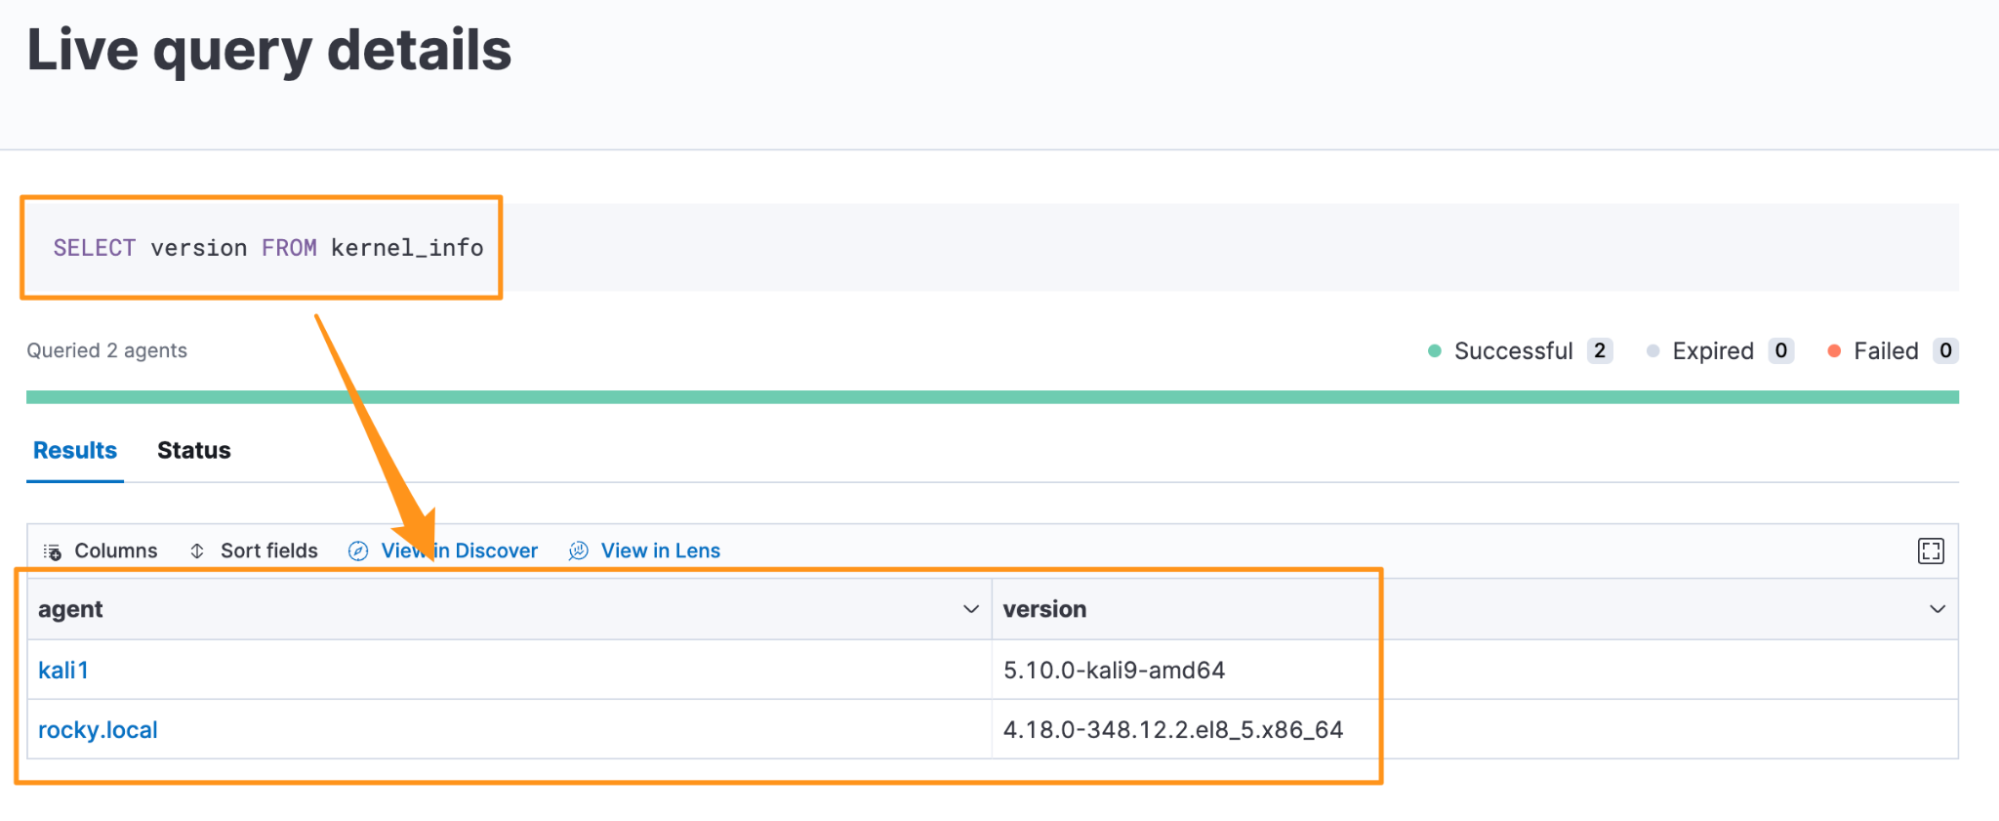 Live query details
SELECT version FROM kernel_info
Queried 2 agents
Successful 2 Expired 0 Failed 0
Results Status
Columns Sort fields View in Discover View in Lens
agent version
kali1 5.10.0-kali9-amd64
rocky.local 4.18.0-348.12.2.el8_5.x86_64